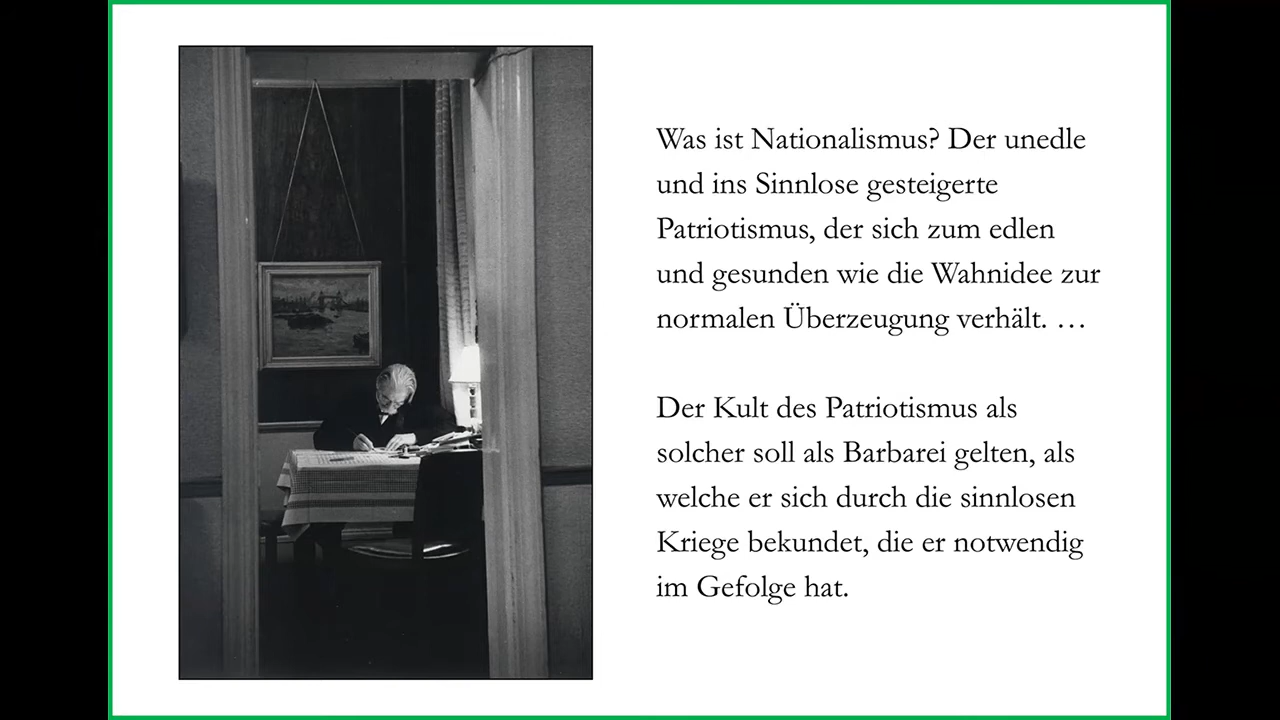 Was ist Nationalismus? Der unedle
und ins Sinnlose gesteigerte
Patriotismus, der sich zum edlen
und gesunden wie die Wahnidee zur
normalen Überzeugung verhält. …
Der Kult des Patriotismus als
solcher soll als Barbarei gelten, als
welche er sich durch die sinnlosen
Kriege bekundet, die er notwendig
im Gefolge hat.